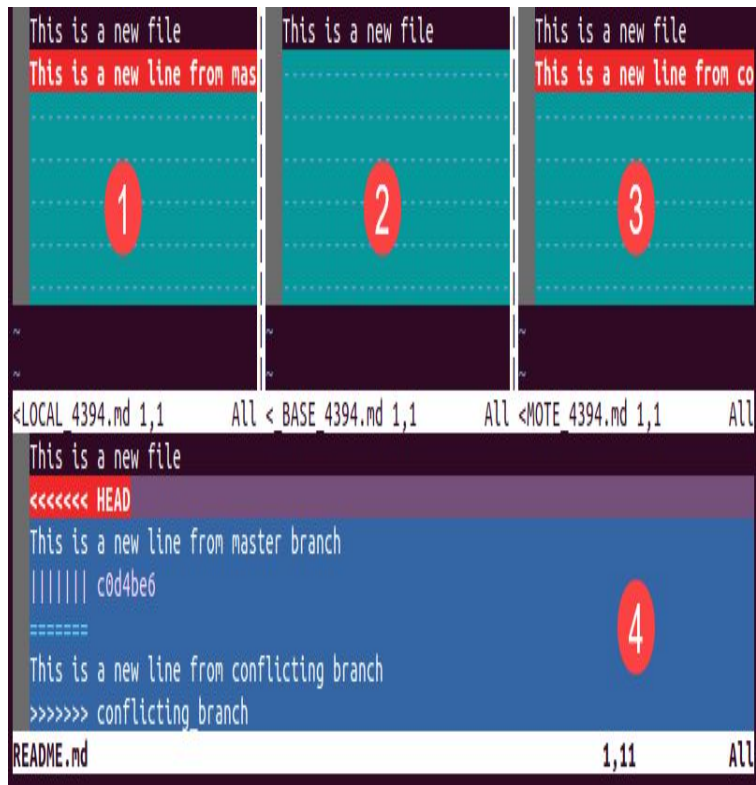 This is a new file
This is a new line from mas
1
~
~
<LOCAL_4394.md 1,1 All
This is a new file
2
~
~
<_BASE_4394.md 1,1 All
This is a new file
This is a new line from co
3
~
~
<MOTE_4394.md 1,1 All
This is a new file
<<<<<<< HEAD
This is a new line from master branch
||||||| c0d4be6
=======
This is a new line from conflicting branch
>>>>>>> conflicting_branch
4
README.md 1,11 All